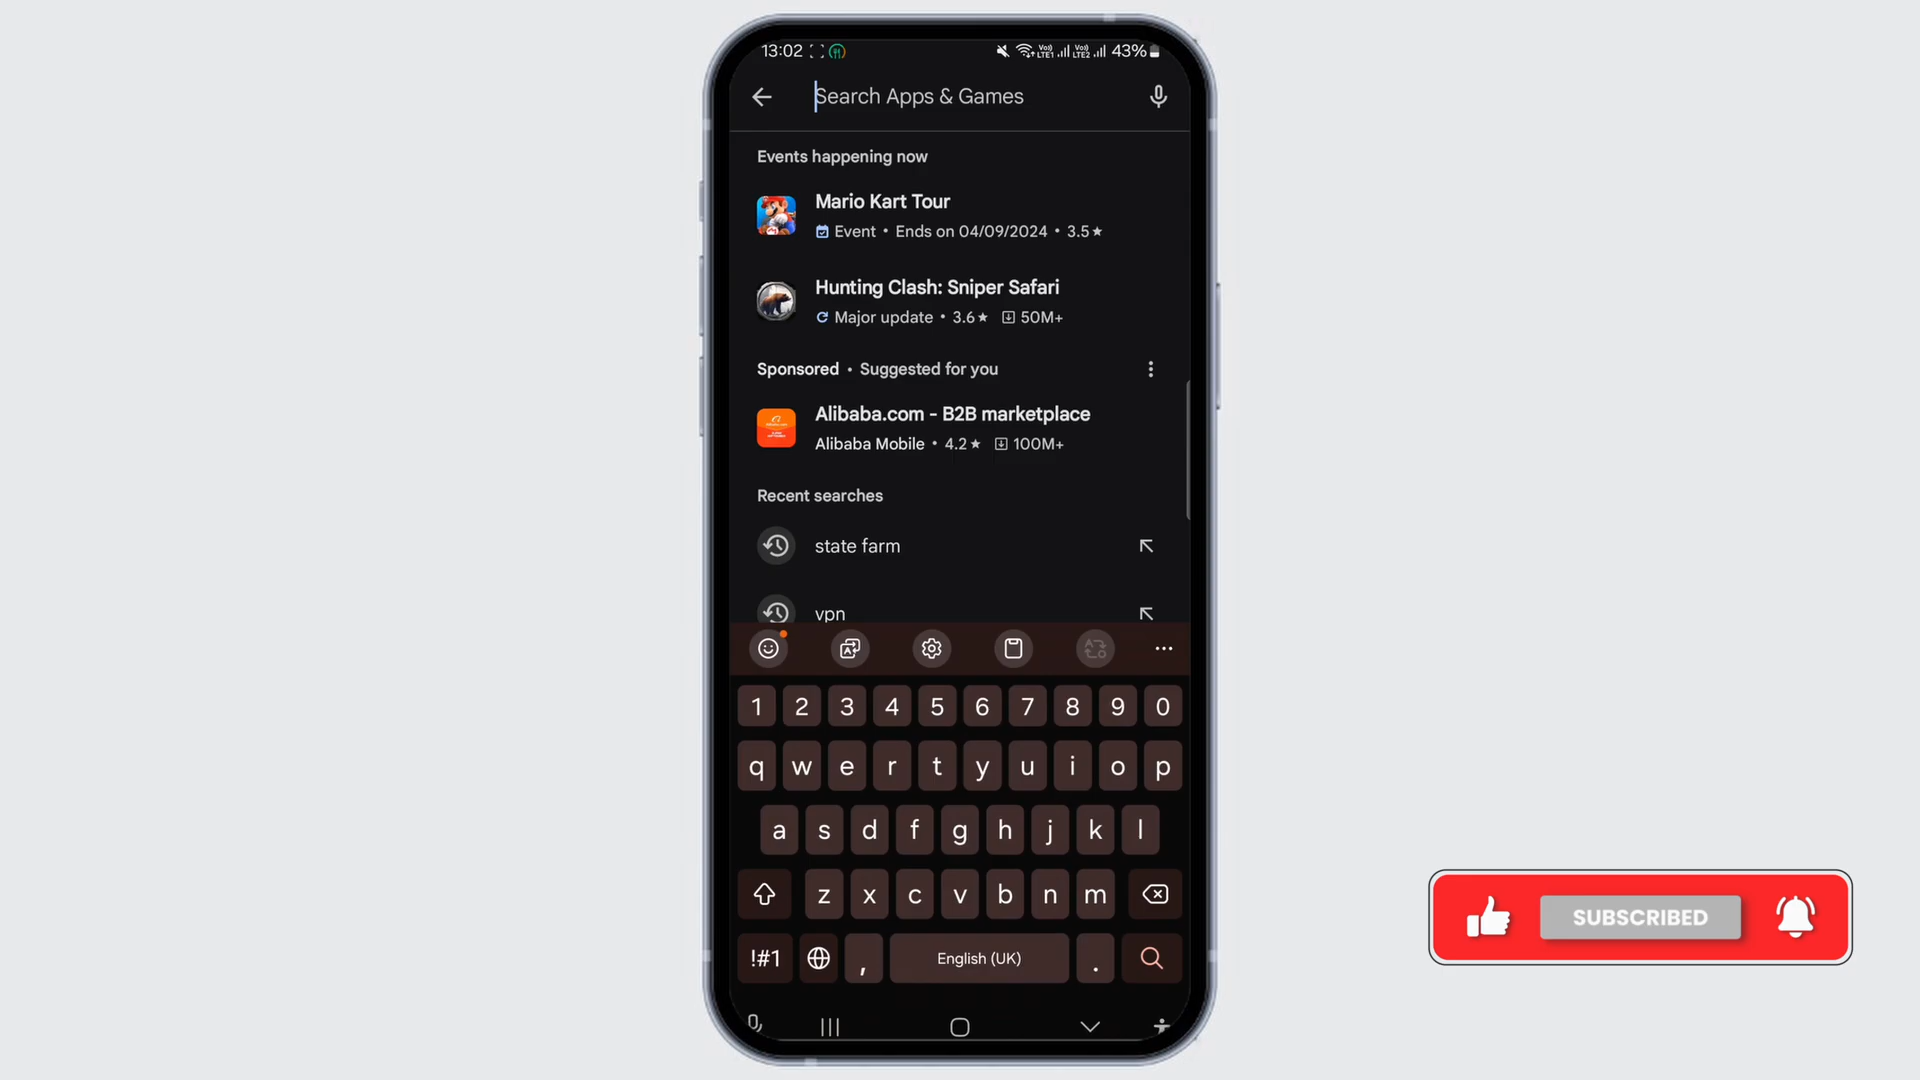 13:02 43%
Search Apps & Games
Events happening now
Mario Kart Tour
Event • Ends on 04/09/2024 • 3.5★
Hunting Clash: Sniper Safari
Major update • 3.6★ 50M+
Sponsored • Suggested for you
Alibaba.com - B2B marketplace
Alibaba Mobile • 4.2★ 100M+
Recent searches
state farm
vpn
1 2 3 4 5 6 7 8 9 0
q w e r t y u i o p
a s d f g h j k l
z x c v b n m
!#1 , English (UK) .
SUBSCRIBED